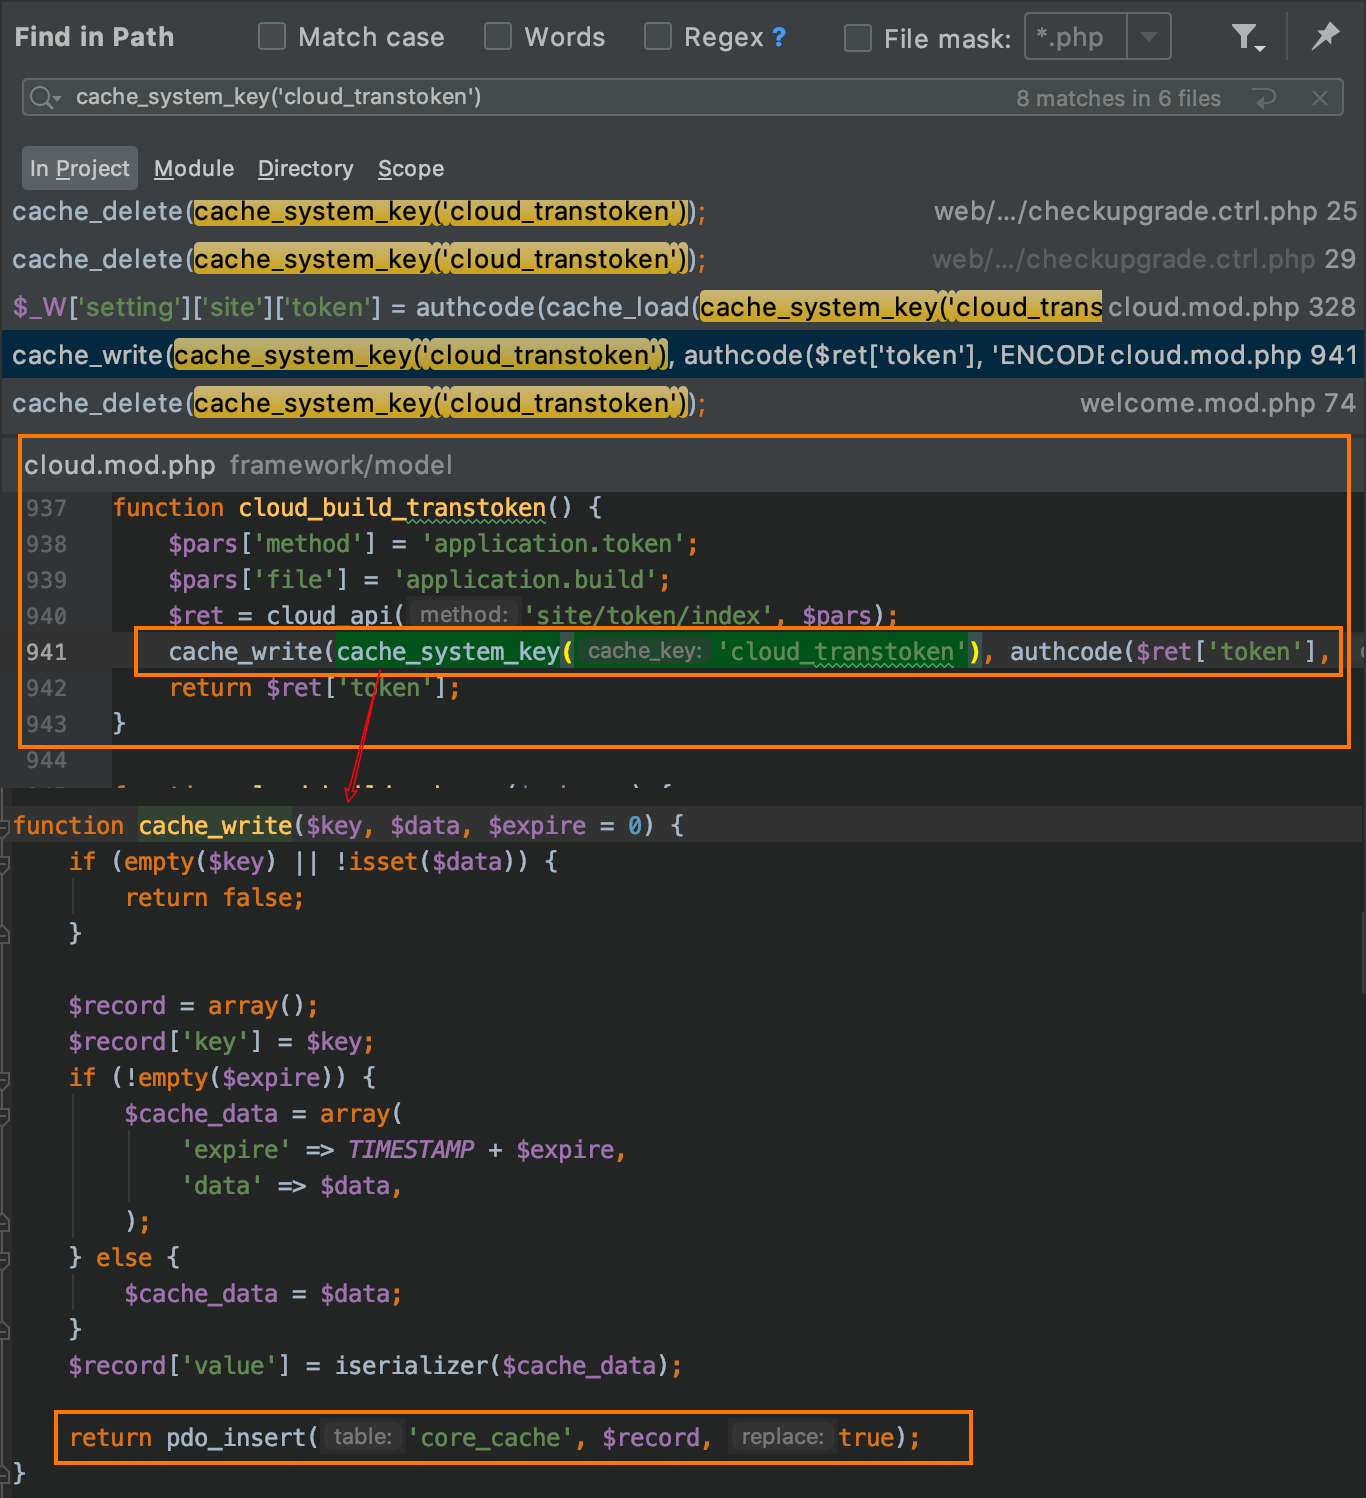 Find in Path Match case Words Regex ? File mask: *.php
cache_system_key('cloud_transtoken') 8 matches in 6 files
In Project Module Directory Scope
cache_delete(cache_system_key('cloud_transtoken')); web/.../checkupgrade.ctrl.php 25
cache_delete(cache_system_key('cloud_transtoken')); web/.../checkupgrade.ctrl.php 29
$_W['setting']['site']['token'] = authcode(cache_load(cache_system_key('cloud_trans cloud.mod.php 328
cache_write(cache_system_key('cloud_transtoken'), authcode($ret['token'], 'ENCODE cloud.mod.php 941
cache_delete(cache_system_key('cloud_transtoken')); welcome.mod.php 74
cloud.mod.php framework/model
937 function cloud_build_transtoken() {
938 $pars['method'] = 'application.token';
939 $pars['file'] = 'application.build';
940 $ret = cloud_api( method: 'site/token/index', $pars);
941 cache_write(cache_system_key( cache_key: 'cloud_transtoken'), authcode($ret['token'],
942 return $ret['token'];
943 }
944
function cache_write($key, $data, $expire = 0) {
if (empty($key) || !isset($data)) {
return false;
}
$record = array();
$record['key'] = $key;
if (!empty($expire)) {
$cache_data = array(
'expire' => TIMESTAMP + $expire,
'data' => $data,
);
} else {
$cache_data = $data;
}
$record['value'] = iserializer($cache_data);
return pdo_insert( table: 'core_cache', $record, replace: true);
}